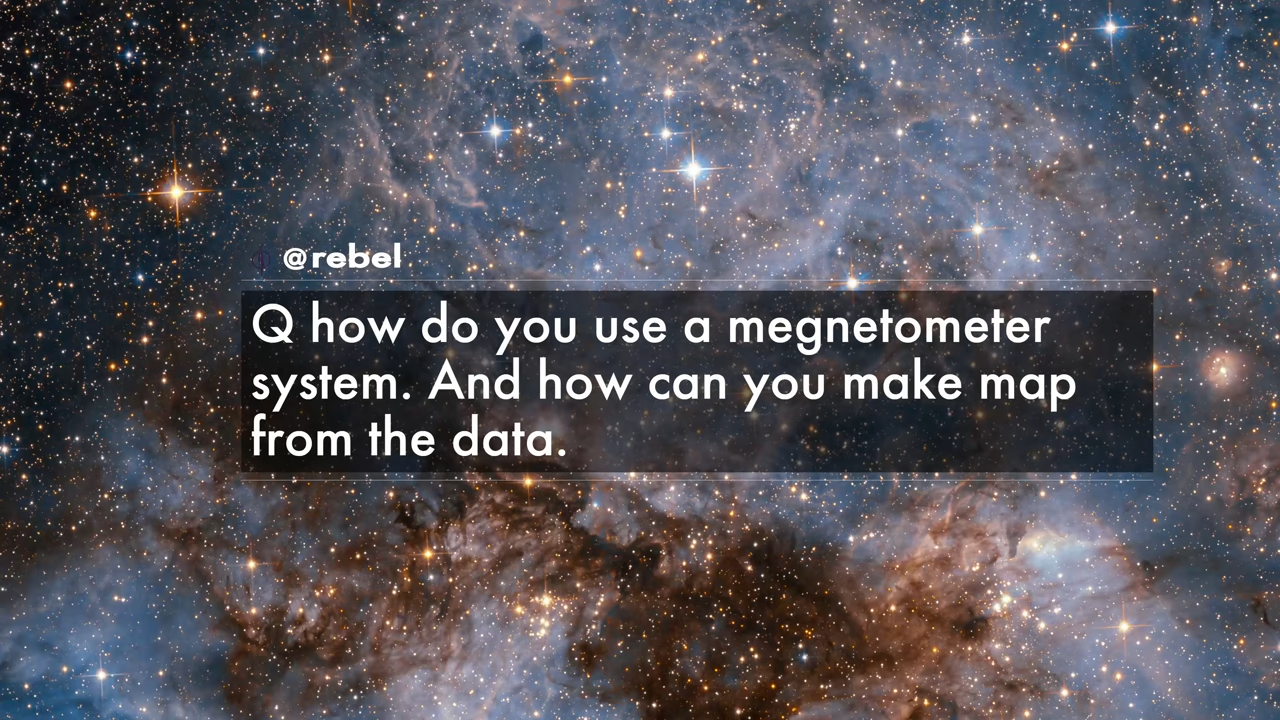 @rebel
Q how do you use a megnetometer
system. And how can you make map
from the data.